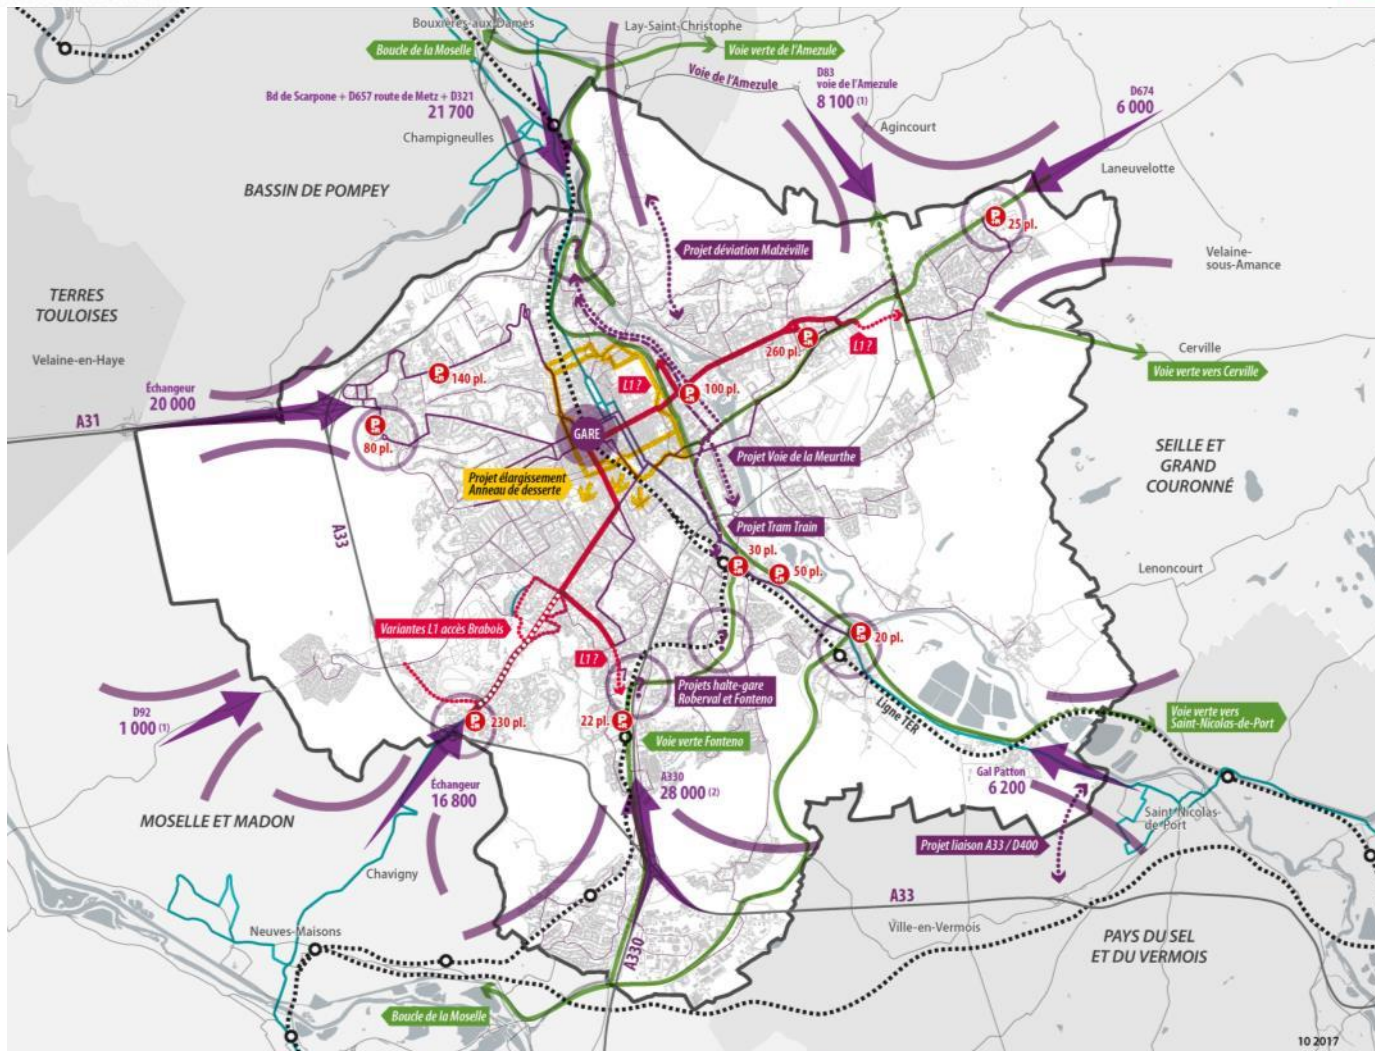 Bouxières-aux-Dames
Lay-Saint-Christophe
Boucle de la Moselle
Voie verte de l'Amezule
Voie de l'Amezule
D83
voie de l'Amezule
8 100 (1)
D674
6 000
Bd de Scarpone + D657 route de Metz + D321
21 700
Champigneulles
Agincourt
Laneuvelotte
BASSIN DE POMPEY
P+R
25 pl.
Projet déviation Malzéville
Velaine-
sous-Amance
TERRES
TOULOISES
Velaine-en-Haye
Cerville
Voie verte vers Cerville
P+R
260 pl.
L1 ?
P+R
140 pl.
Échangeur
20 000
A31
L1 ?
P+R
100 pl.
P+R
80 pl.
GARE
Projet Voie de la Meurthe
SEILLE ET
GRAND
COURONNÉ
Projet élargissement
Anneau de desserte
A33
Projet Tram Train
30 pl.
P+R
P+R
50 pl.
Lenoncourt
Variantes L1 accès Brabois
P+R
20 pl.
L1 ?
Projets halte-gare
Roberval et Fonteno
Ligne TER
Voie verte vers
Saint-Nicolas-de-Port
D92
1 000 (1)
P+R
230 pl.
22 pl.
P+R
Voie verte Fonteno
Échangeur
16 800
A330
28 000 (2)
Gal Patton
6 200
MOSELLE ET MADON
Saint-Nicolas-
de-Port
Projet liaison A33 / D400
Chavigny
A33
Neuves-Maisons
A330
Ville-en-Vermois
PAYS DU SEL
ET DU VERMOIS
Boucle de la Moselle
10 2017